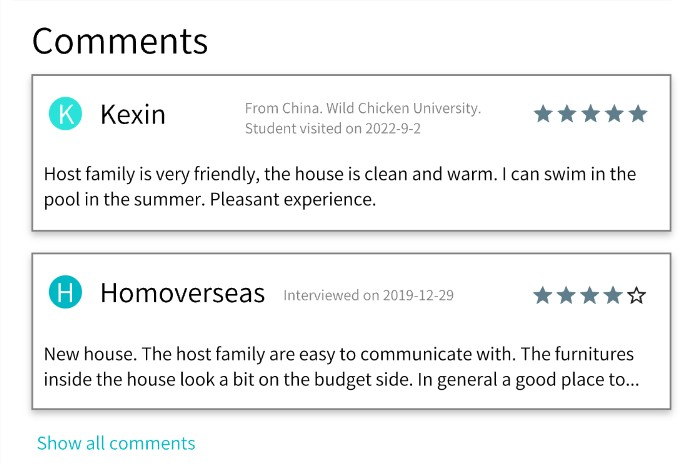 Comments
K
Kexin
From China. Wild Chicken University.
Student visited on 2022-9-2
Host family is very friendly, the house is clean and warm. I can swim in the
pool in the summer. Pleasant experience.
H
Homoverseas
Interviewed on 2019-12-29
New house. The host family are easy to communicate with. The furnitures
inside the house look a bit on the budget side. In general a good place to...
Show all comments